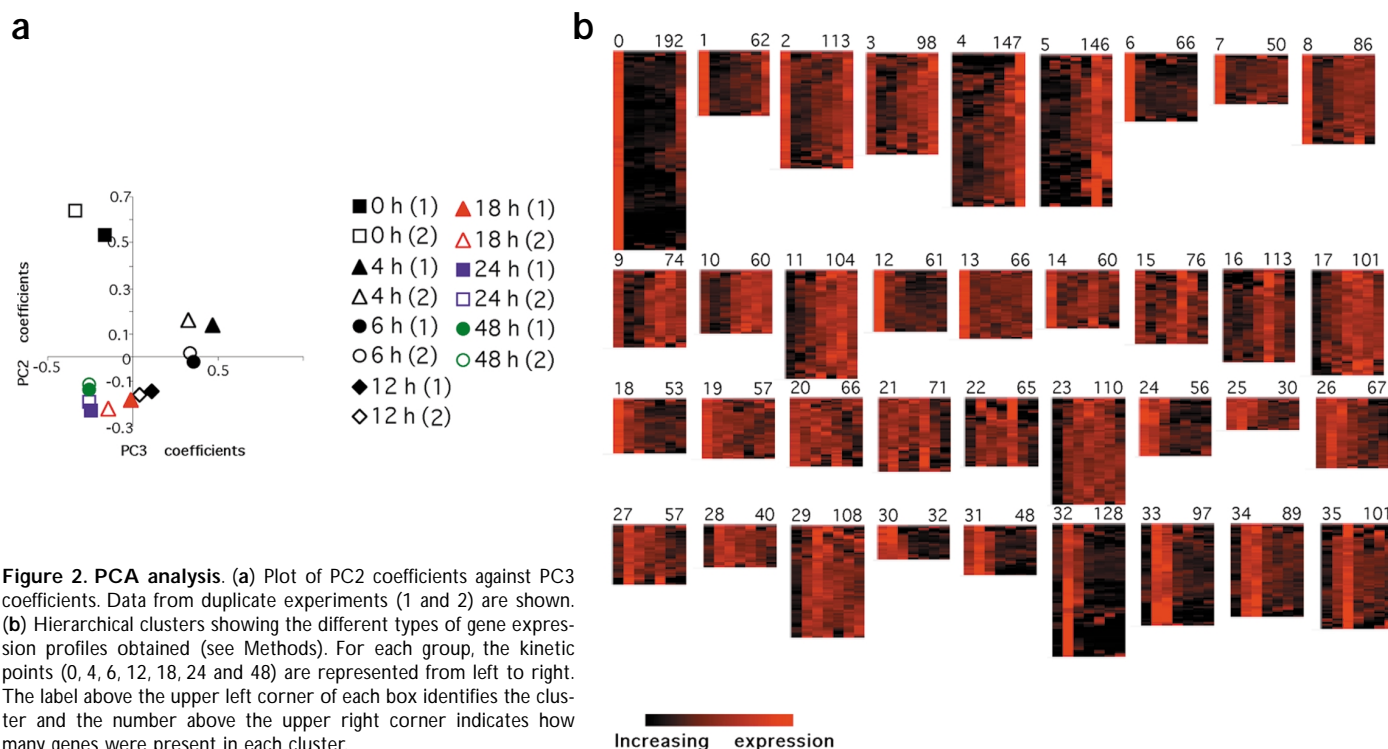 a
0.7
0.5
0.3
0.1
0
-0.1
-0.3
-0.5
0.5
PC2 coefficients
PC3 coefficients
0 h (1)
0 h (2)
4 h (1)
4 h (2)
6 h (1)
6 h (2)
12 h (1)
12 h (2)
18 h (1)
18 h (2)
24 h (1)
24 h (2)
48 h (1)
48 h (2)
Figure 2. PCA analysis. (a) Plot of PC2 coefficients against PC3
coefficients. Data from duplicate experiments (1 and 2) are shown.
(b) Hierarchical clusters showing the different types of gene expres-
sion profiles obtained (see Methods). For each group, the kinetic
points (0, 4, 6, 12, 18, 24 and 48) are represented from left to right.
The label above the upper left corner of each box identifies the clus-
ter and the number above the upper right corner indicates how
many genes were present in each cluster.
b
0 192 1 62 2 113 3 98 4 147 5 146 6 66 7 50 8 86
9 74 10 60 11 104 12 61 13 66 14 60 15 76 16 113 17 101
18 53 19 57 20 66 21 71 22 65 23 110 24 56 25 30 26 67
27 57 28 40 29 108 30 32 31 48 32 128 33 97 34 89 35 101
Increasing expression